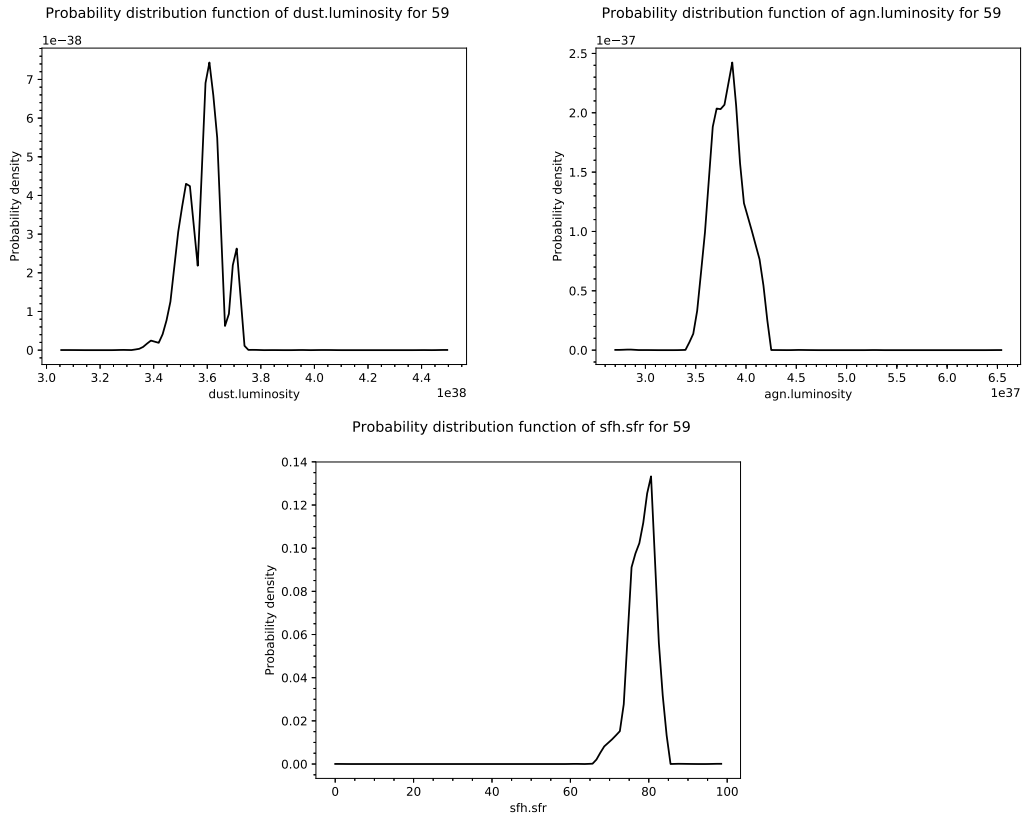 Probability distribution function of dust.luminosity for 59
1e−38
7
6
5
4
3
2
1
0
Probability density
3.0 3.2 3.4 3.6 3.8 4.0 4.2 4.4
dust.luminosity
1e38
Probability distribution function of agn.luminosity for 59
1e−37
2.5
2.0
1.5
1.0
0.5
0.0
Probability density
3.0 3.5 4.0 4.5 5.0 5.5 6.0 6.5
agn.luminosity
1e37
Probability distribution function of sfh.sfr for 59
0.14
0.12
0.10
0.08
0.06
0.04
0.02
0.00
Probability density
0 20 40 60 80 100
sfh.sfr